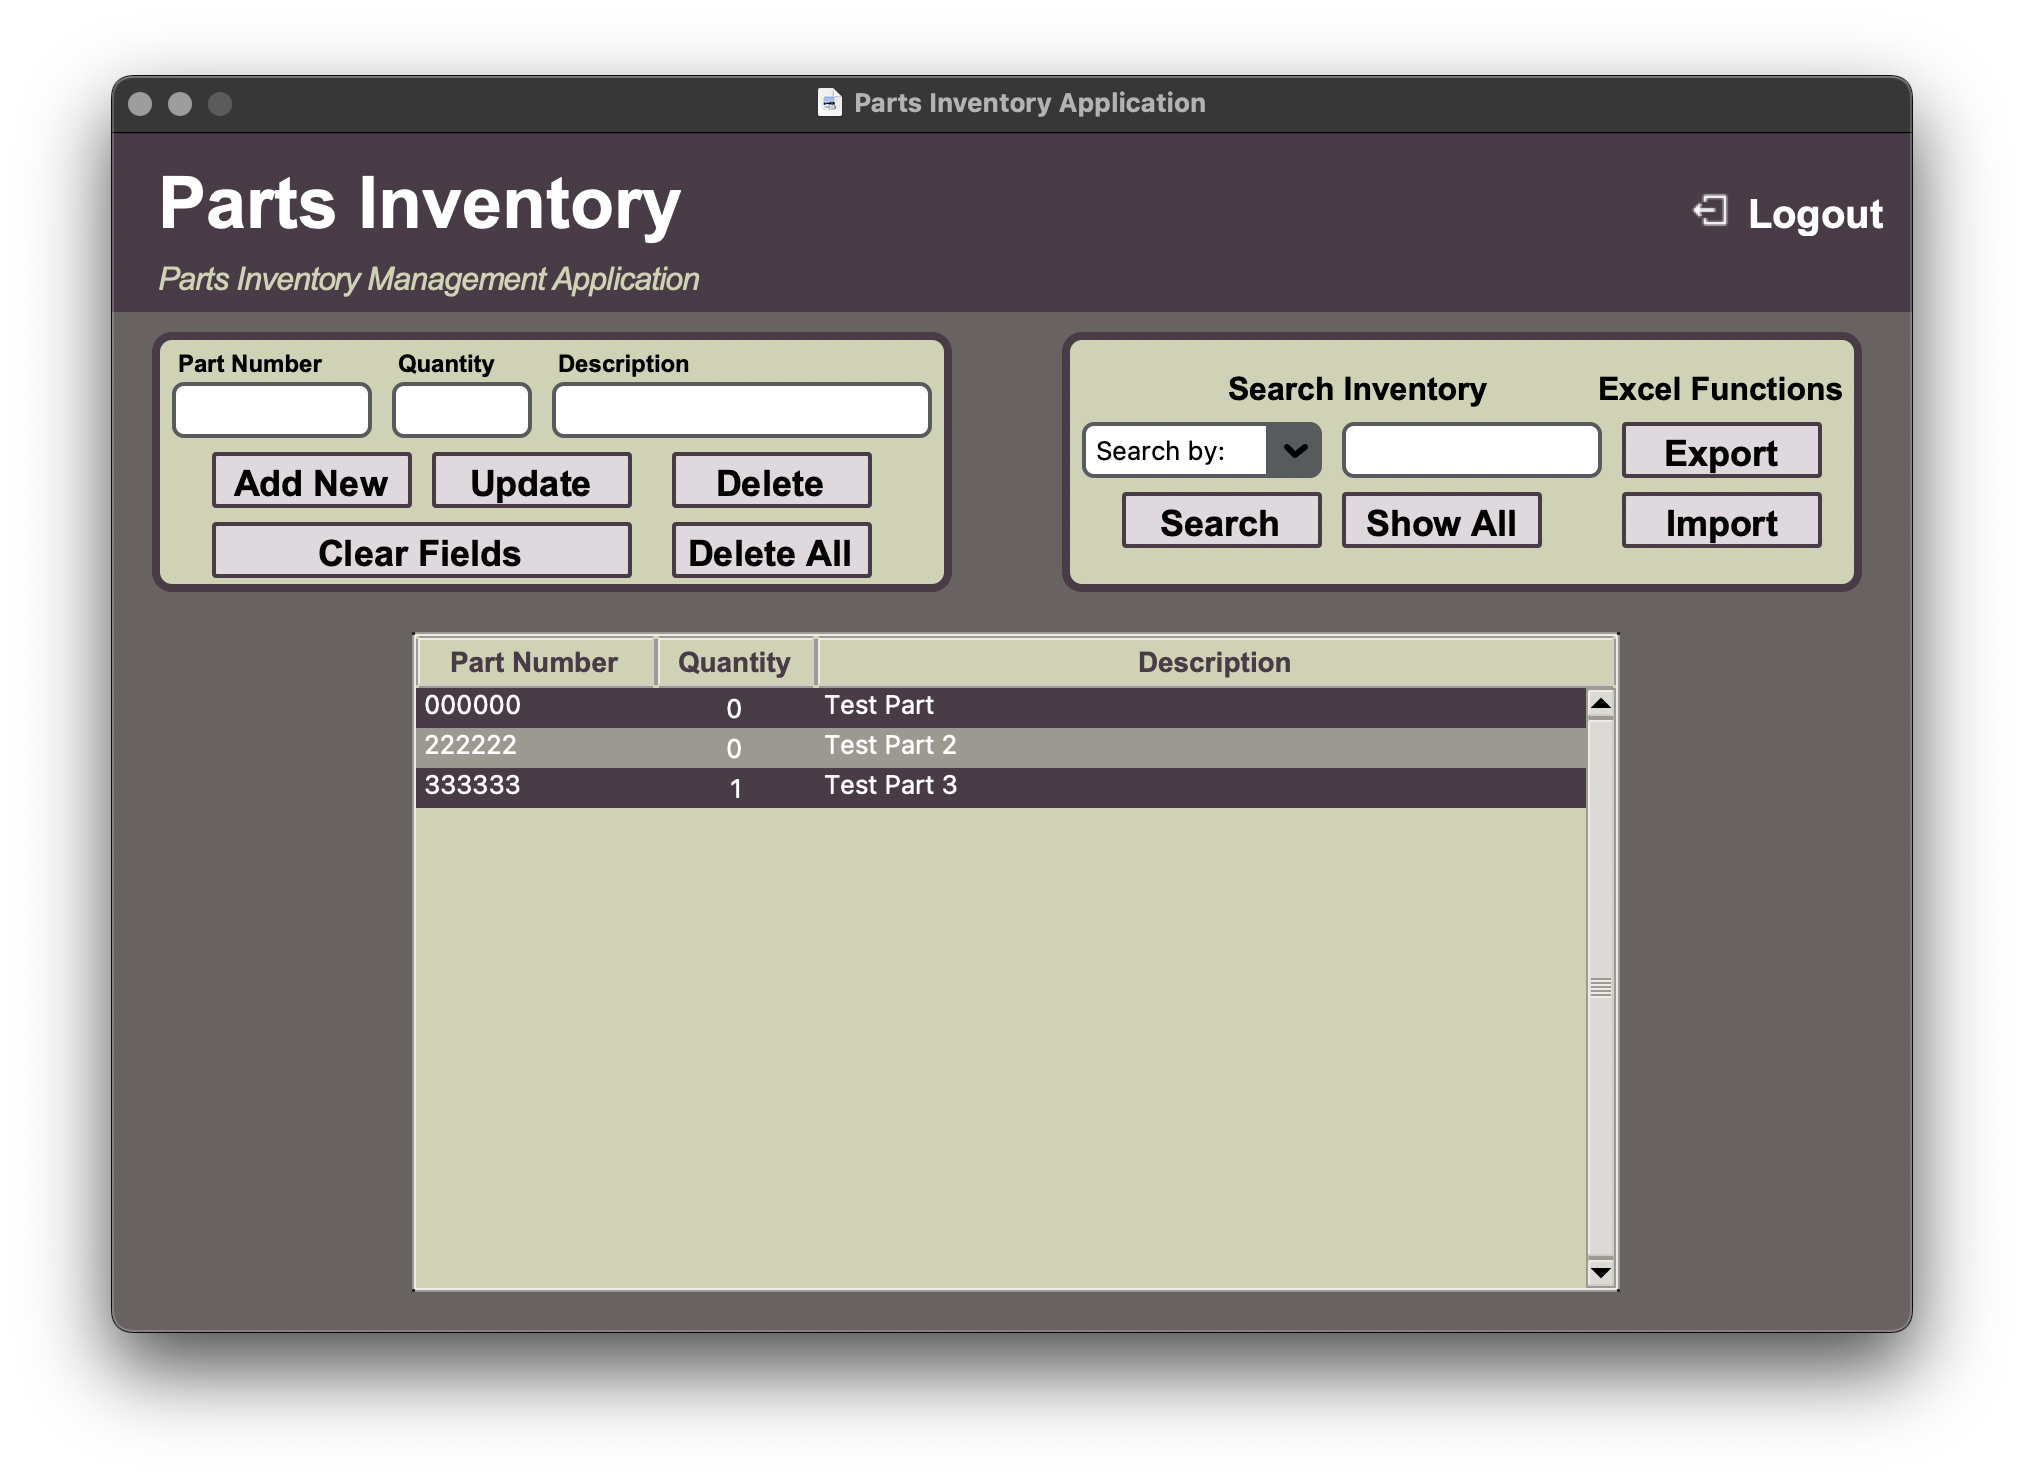 Parts Inventory Application
Parts Inventory
Logout
Parts Inventory Management Application
Part Number Quantity Description
Add New Update Delete
Clear Fields Delete All
Search Inventory Excel Functions
Search by: Export
Search Show All Import
Part Number Quantity Description
000000 0 Test Part
222222 0 Test Part 2
333333 1 Test Part 3